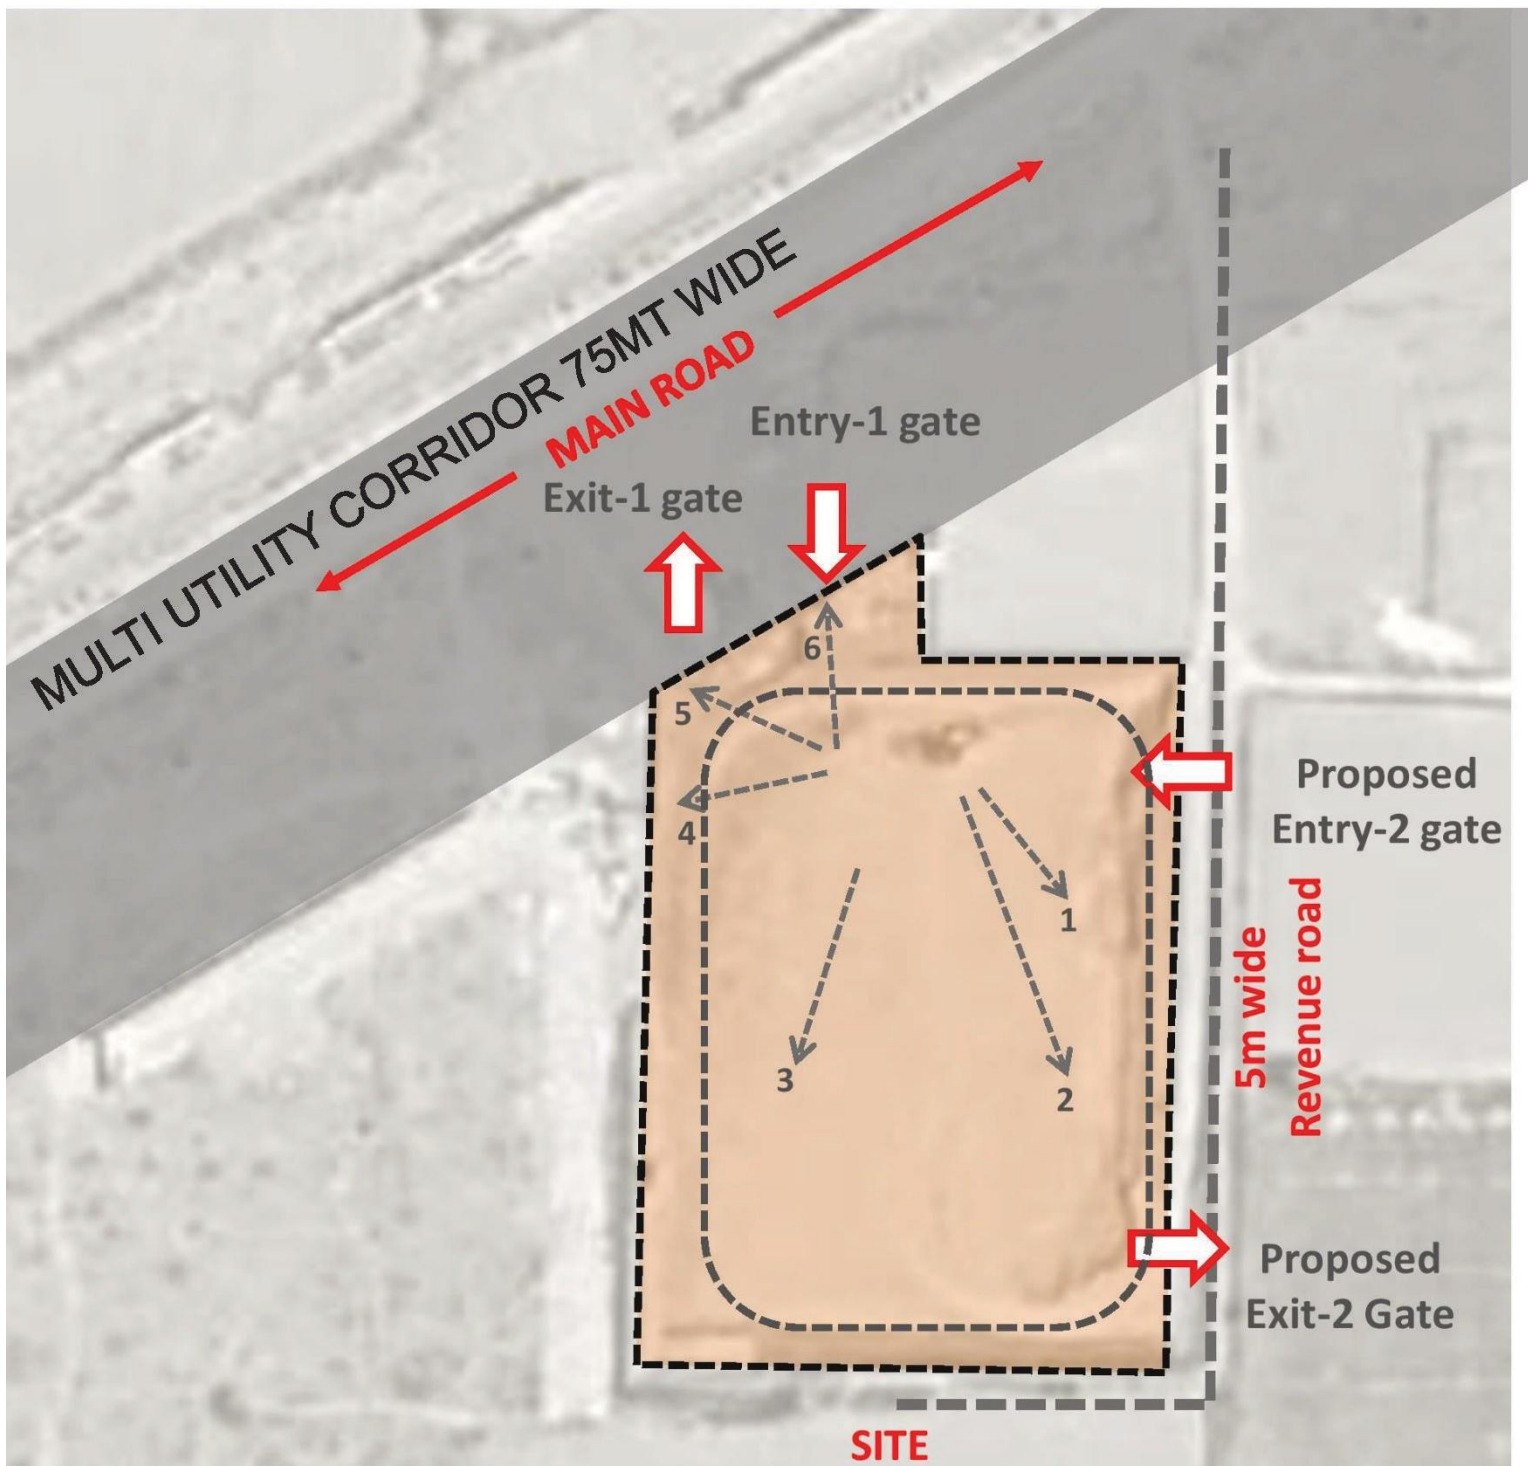 MULTI UTILITY CORRIDOR 75MT WIDE
MAIN ROAD
Entry-1 gate
Exit-1 gate
6
5
4
Proposed
Entry-2 gate
1
5m wide
Revenue road
3
2
Proposed
Exit-2 Gate
SITE